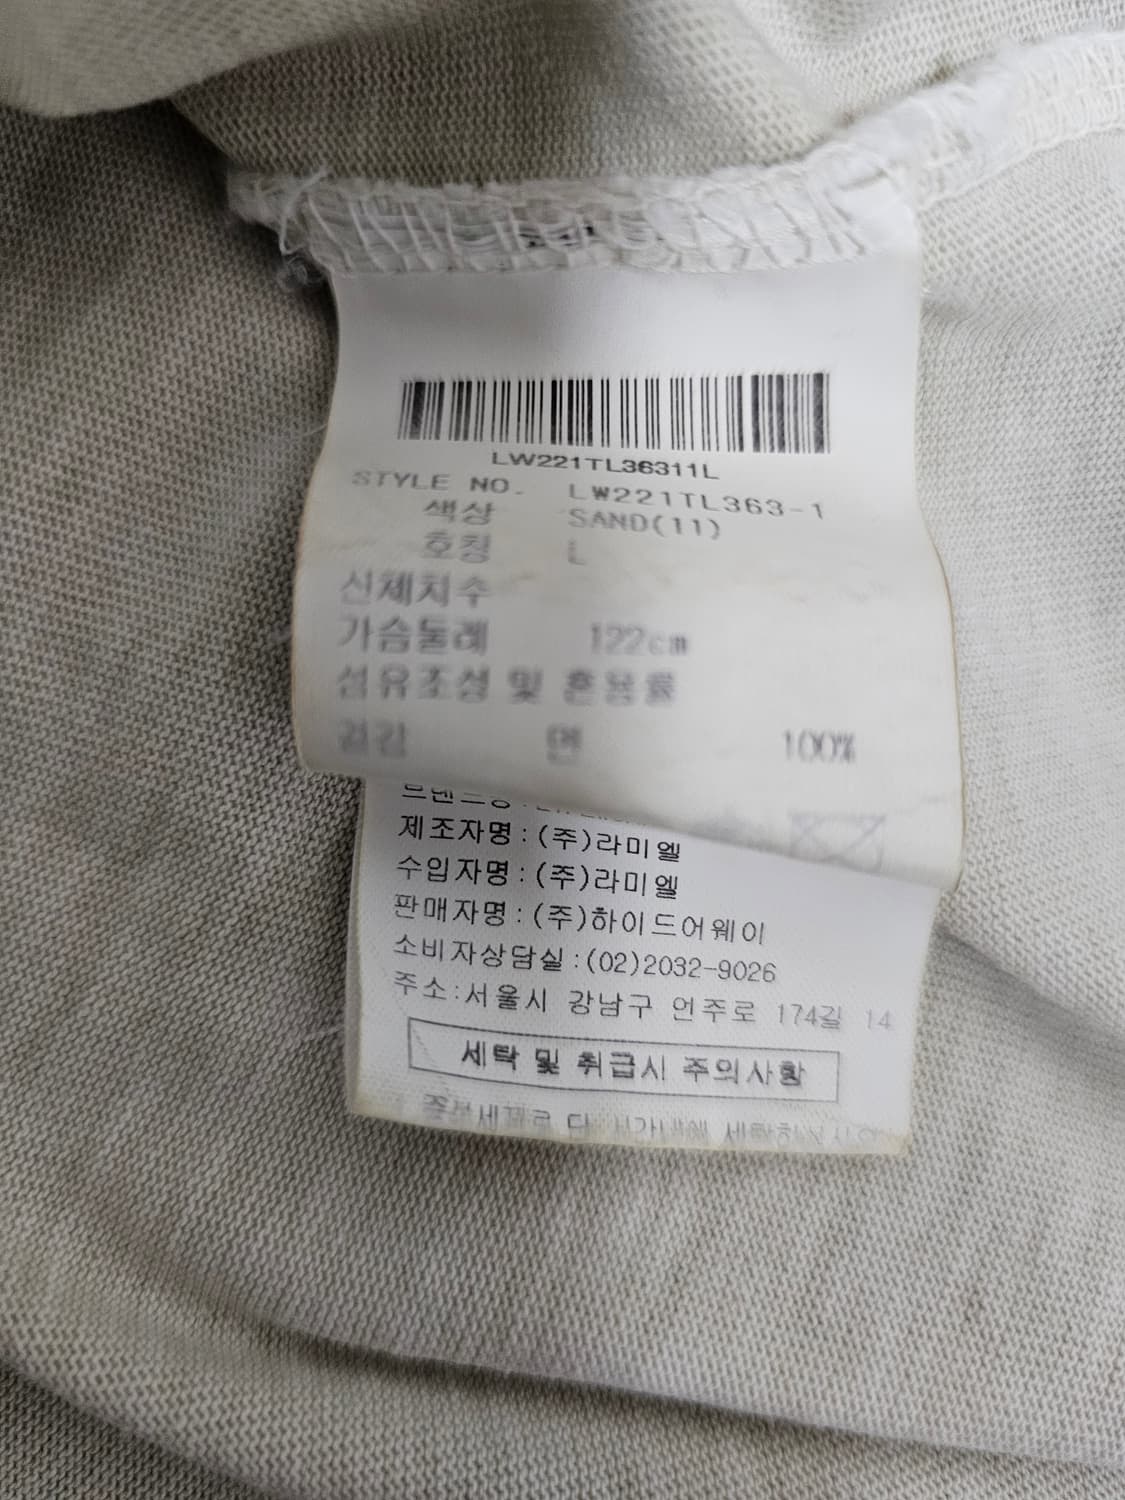 LW221TL36311L
STYLE NO. LW221TL363-1
색상 SAND(11)
호칭 L
신체치수
가슴둘레 122cm
섬유조성 및 혼용률
겉감 면 100%
제조자명:(주)라미엘
수입자명:(주)라미엘
판매자명:(주)하이드어웨이
소비자상담실:(02)2032-9026
주소:서울시 강남구 언주로 174길 14
세탁 및 취급시 주의사항